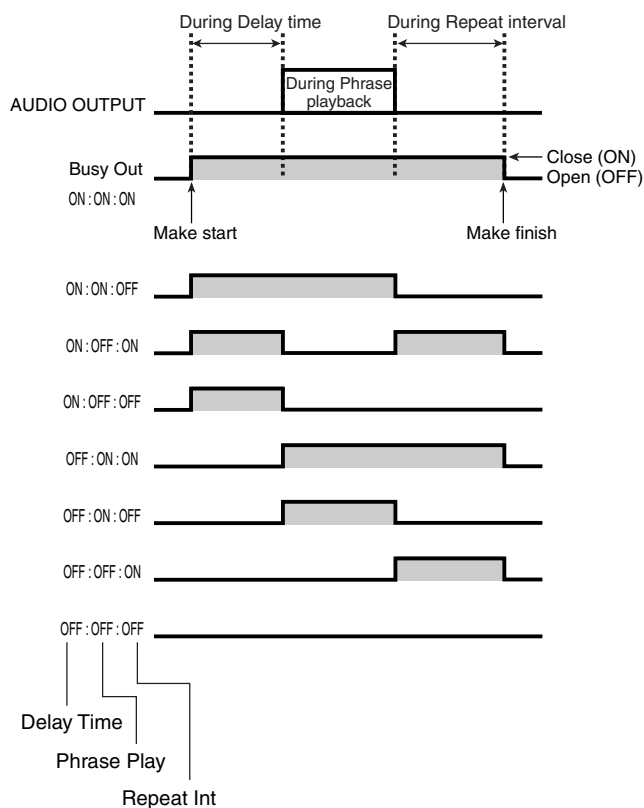 During Delay time
During Repeat interval
During Phrase
playback
AUDIO OUTPUT
Busy Out
Close (ON)
Open (OFF)
ON : ON : ON
Make start
Make finish
ON : ON : OFF
ON : OFF : ON
ON : OFF : OFF
OFF : ON : ON
OFF : ON : OFF
OFF : OFF : ON
OFF : OFF : OFF
Delay Time
Phrase Play
Repeat Int